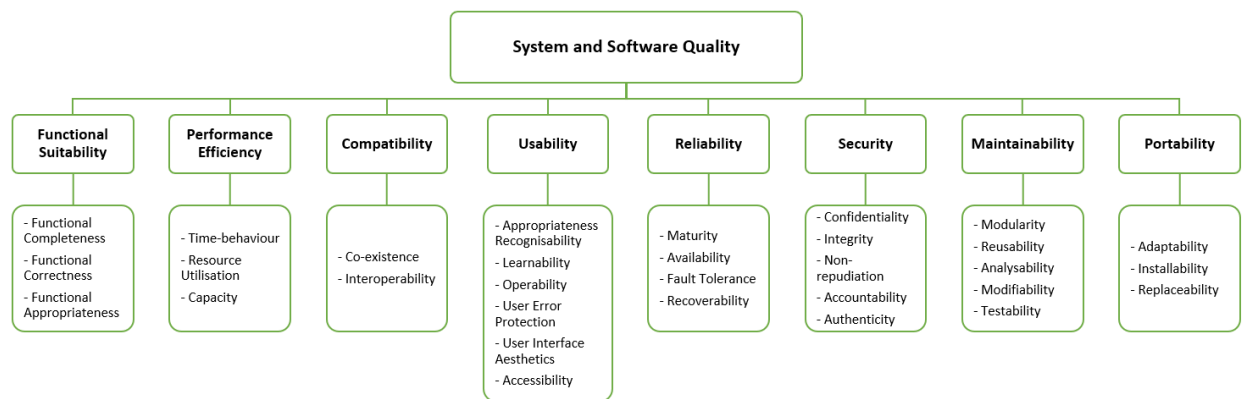 System and Software Quality
Functional
Suitability
Performance
Efficiency
Compatibility
Usability
Reliability
Security
Maintainability
Portability
- Functional
Completeness
- Functional
Correctness
- Functional
Appropriateness
- Time-behaviour
- Resource
Utilisation
- Capacity
- Co-existence
- Interoperability
- Appropriateness
Recognisability
- Learnability
- Operability
- User Error
Protection
- User Interface
Aesthetics
- Accessibility
- Maturity
- Availability
- Fault Tolerance
- Recoverability
- Confidentiality
- Integrity
- Non-
repudiation
- Accountability
- Authenticity
- Modularity
- Reusability
- Analysability
- Modifiability
- Testability
- Adaptability
- Installability
- Replaceability